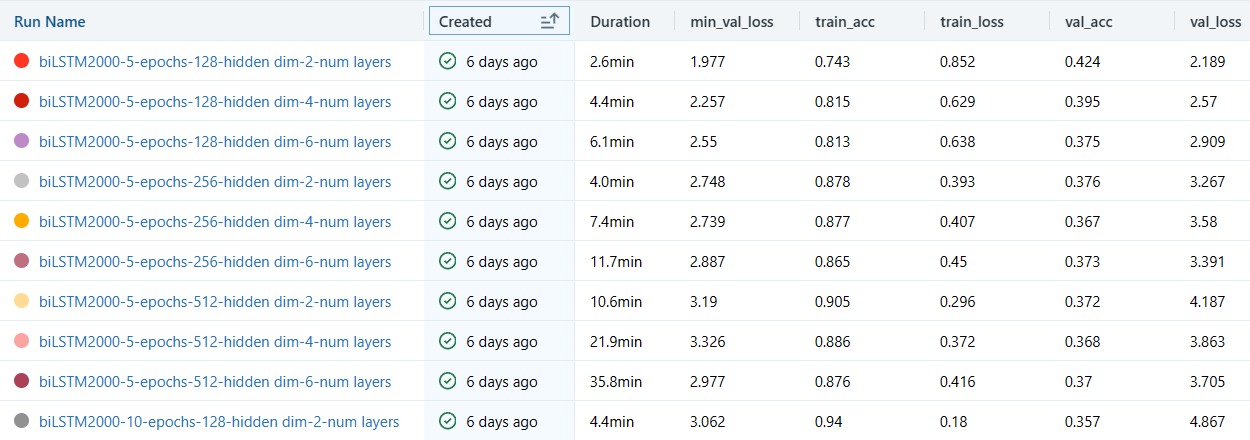 Run Name Created Duration min_val_loss train_acc train_loss val_acc val_loss
biLSTM2000-5-epochs-128-hidden dim-2-num layers 6 days ago 2.6min 1.977 0.743 0.852 0.424 2.189
biLSTM2000-5-epochs-128-hidden dim-4-num layers 6 days ago 4.4min 2.257 0.815 0.629 0.395 2.57
biLSTM2000-5-epochs-128-hidden dim-6-num layers 6 days ago 6.1min 2.55 0.813 0.638 0.375 2.909
biLSTM2000-5-epochs-256-hidden dim-2-num layers 6 days ago 4.0min 2.748 0.878 0.393 0.376 3.267
biLSTM2000-5-epochs-256-hidden dim-4-num layers 6 days ago 7.4min 2.739 0.877 0.407 0.367 3.58
biLSTM2000-5-epochs-256-hidden dim-6-num layers 6 days ago 11.7min 2.887 0.865 0.45 0.373 3.391
biLSTM2000-5-epochs-512-hidden dim-2-num layers 6 days ago 10.6min 3.19 0.905 0.296 0.372 4.187
biLSTM2000-5-epochs-512-hidden dim-4-num layers 6 days ago 21.9min 3.326 0.886 0.372 0.368 3.863
biLSTM2000-5-epochs-512-hidden dim-6-num layers 6 days ago 35.8min 2.977 0.876 0.416 0.37 3.705
biLSTM2000-10-epochs-128-hidden dim-2-num layers 6 days ago 4.4min 3.062 0.94 0.18 0.357 4.867